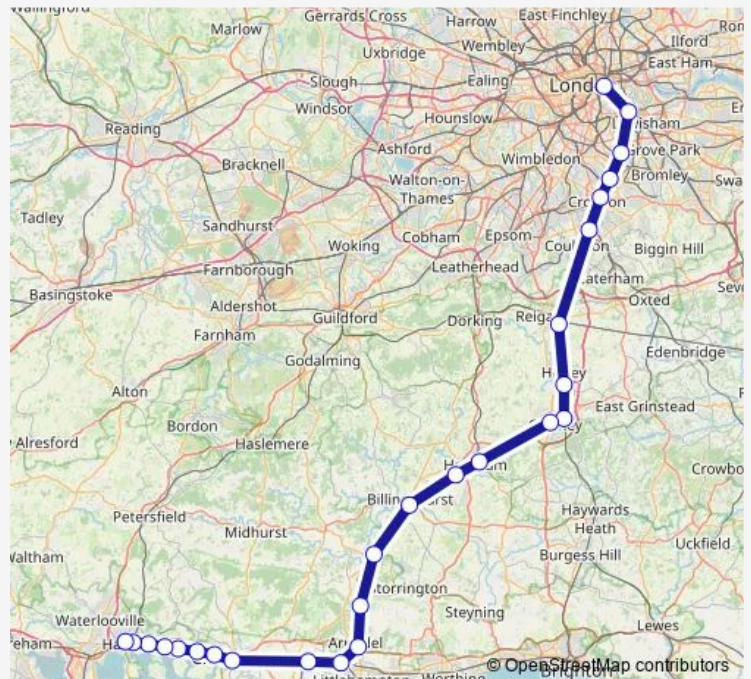 Wallingford
Gerrards Cross
East Finchley
Marlow
Harrow
Wembley
Ilford
Uxbridge
East Ham
Slough
Ealing
Windsor
Hounslow
Reading
Ashford
Grove Park
Bracknell
Wimbledon
Bromley
Walton-on-
Thames
Tadley
Sandhurst
Cobham
Epsom
Woking
Biggin Hill
Leatherhead
Farnborough
Basingstoke
Oxted
Aldershot
Guildford
Dorking
Farnham
Edenbridge
Godalming
Alton
East Grinstead
Bordon
Alresford
Haslemere
Petersfield
Haywards
Heath
Midhurst
Burgess Hill
Uckfield
Storrington
Steyning
Waterlooville
Lewes
Littlehampton
Worthing
Brighton
© OpenStreetMap contributors